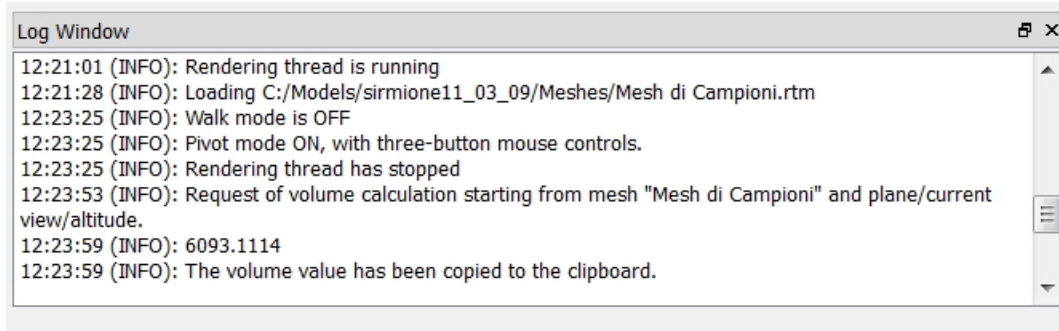 Log Window
12:21:01 (INFO): Rendering thread is running
12:21:28 (INFO): Loading C:/Models/sirmione11_03_09/Meshes/Mesh di Campioni.rtm
12:23:25 (INFO): Walk mode is OFF
12:23:25 (INFO): Pivot mode ON, with three-button mouse controls.
12:23:25 (INFO): Rendering thread has stopped
12:23:53 (INFO): Request of volume calculation starting from mesh "Mesh di Campioni" and plane/current
view/altitude.
12:23:59 (INFO): 6093.1114
12:23:59 (INFO): The volume value has been copied to the clipboard.